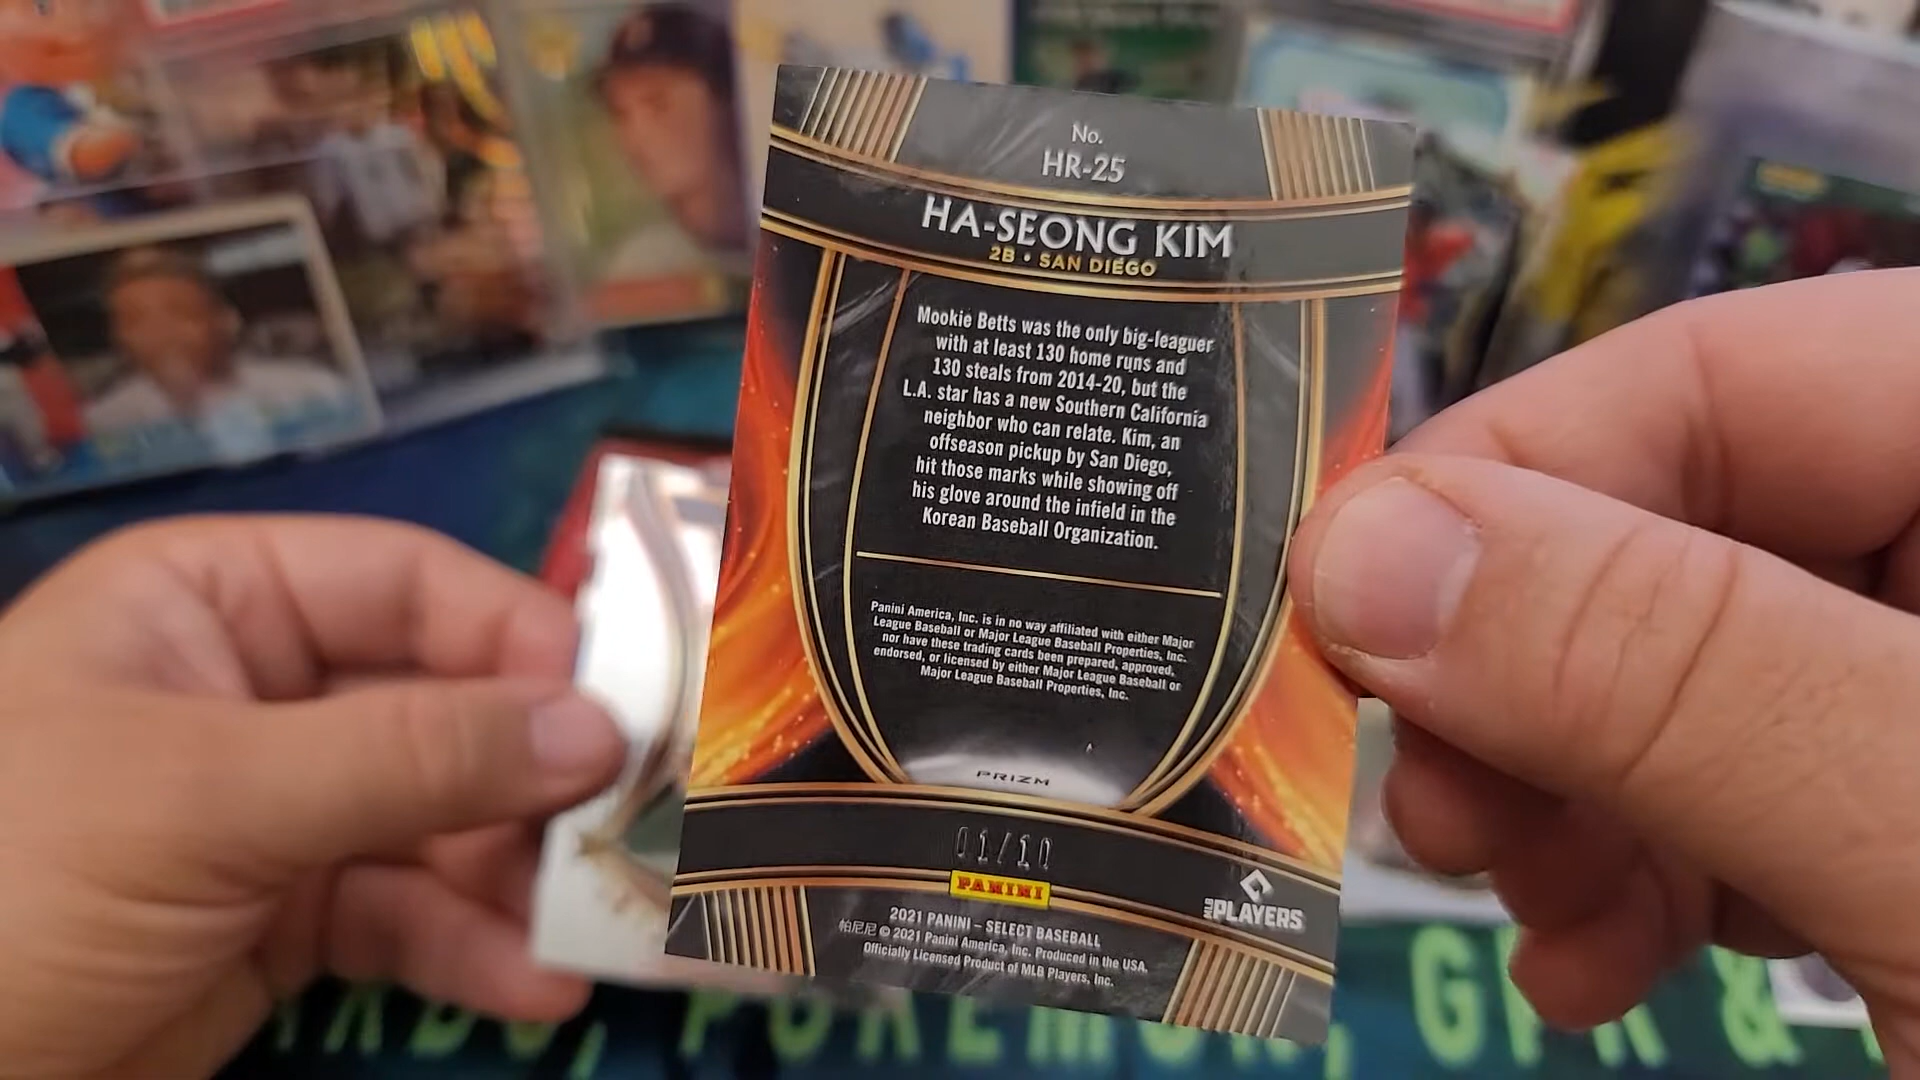 No.
HR-25
HA-SEONG KIM
2B • SAN DIEGO
Mookie Betts was the only big-leaguer
with at least 130 home runs and
130 steals from 2014-20, but the
L.A. star has a new Southern California
neighbor who can relate. Kim, an
offseason pickup by San Diego,
hit those marks while showing off
his glove around the infield in the
Korean Baseball Organization.
Panini America, Inc. is in no way affiliated with either Major
League Baseball or Major League Baseball Properties, Inc.
nor have these trading cards been prepared, approved,
endorsed, or licensed by either Major League Baseball or
Major League Baseball Properties, Inc.
PRIZM
01/10
PANINI
MLB PLAYERS
2021 PANINI – SELECT BASEBALL
帕尼尼 © 2021 Panini America, Inc. Produced in the USA.
Officially Licensed Product of MLB Players, Inc.
POKEMON, GPK &